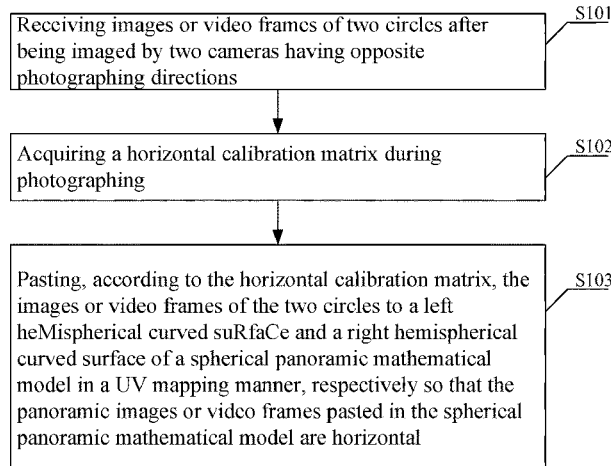 Receiving images or video frames of two circles after
being imaged by two cameras having opposite
photographing directions
S101
Acquiring a horizontal calibration matrix during
photographing
S102
Pasting, according to the horizontal calibration matrix, the
images or video frames of the two circles to a left
heMispherical curved suRfaCe and a right hemispherical
curved surface of a spherical panoramic mathematical
model in a UV mapping manner, respectively so that the
panoramic images or video frames pasted in the spherical
panoramic mathematical model are horizontal
S103